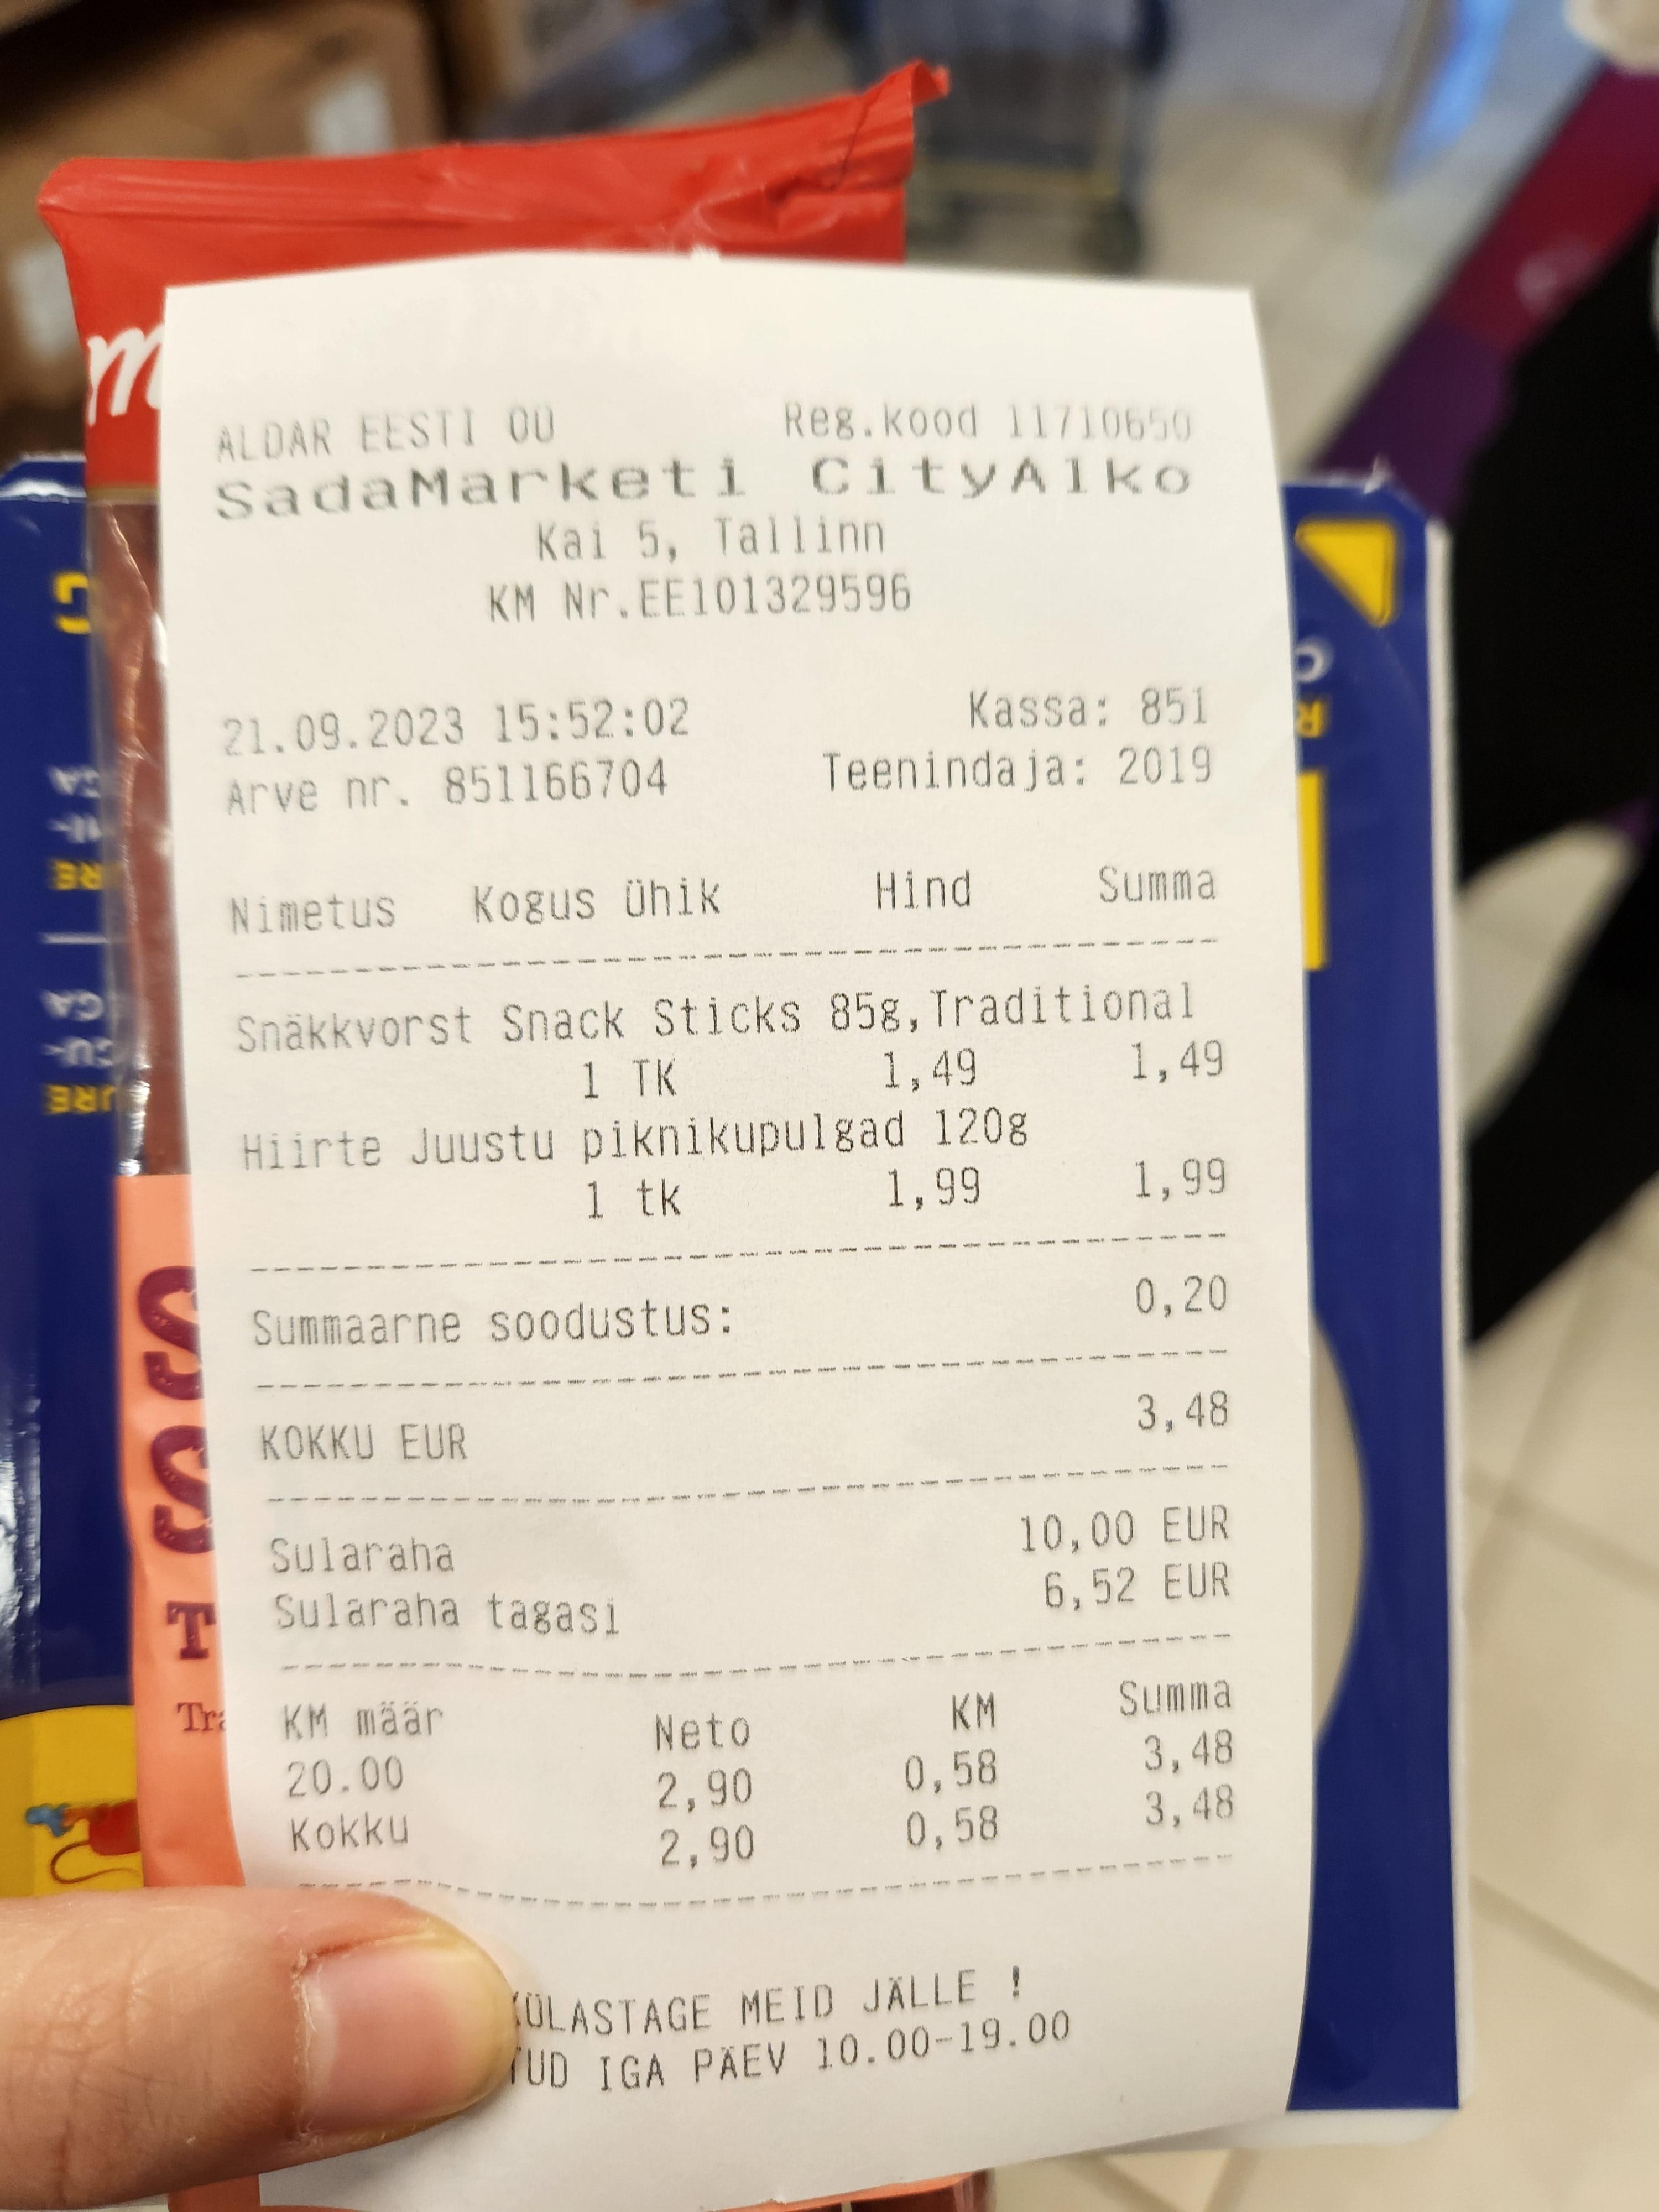 ALDAR EESTI OÜ Reg.kood 11710650
SadaMarketi CityAlko
Kai 5, Tallinn
KM Nr.EE101329596
21.09.2023 15:52:02 Kassa: 851
Arve nr. 851166704 Teenindaja: 2019
Nimetus Kogus Ühik Hind Summa
Snäkkvorst Snack Sticks 85g,Traditional
1 TK 1,49 1,49
Hiirte Juustu piknikupulgad 120g
1 tk 1,99 1,99
Summaarne soodustus: 0,20
KOKKU EUR 3,48
Sularaha 10,00 EUR
Sularaha tagasi 6,52 EUR
KM määr Neto KM Summa
20.00 2,90 0,58 3,48
Kokku 2,90 0,58 3,48
KÜLASTAGE MEID JÄLLE !
TUD IGA PÄEV 10.00-19.00